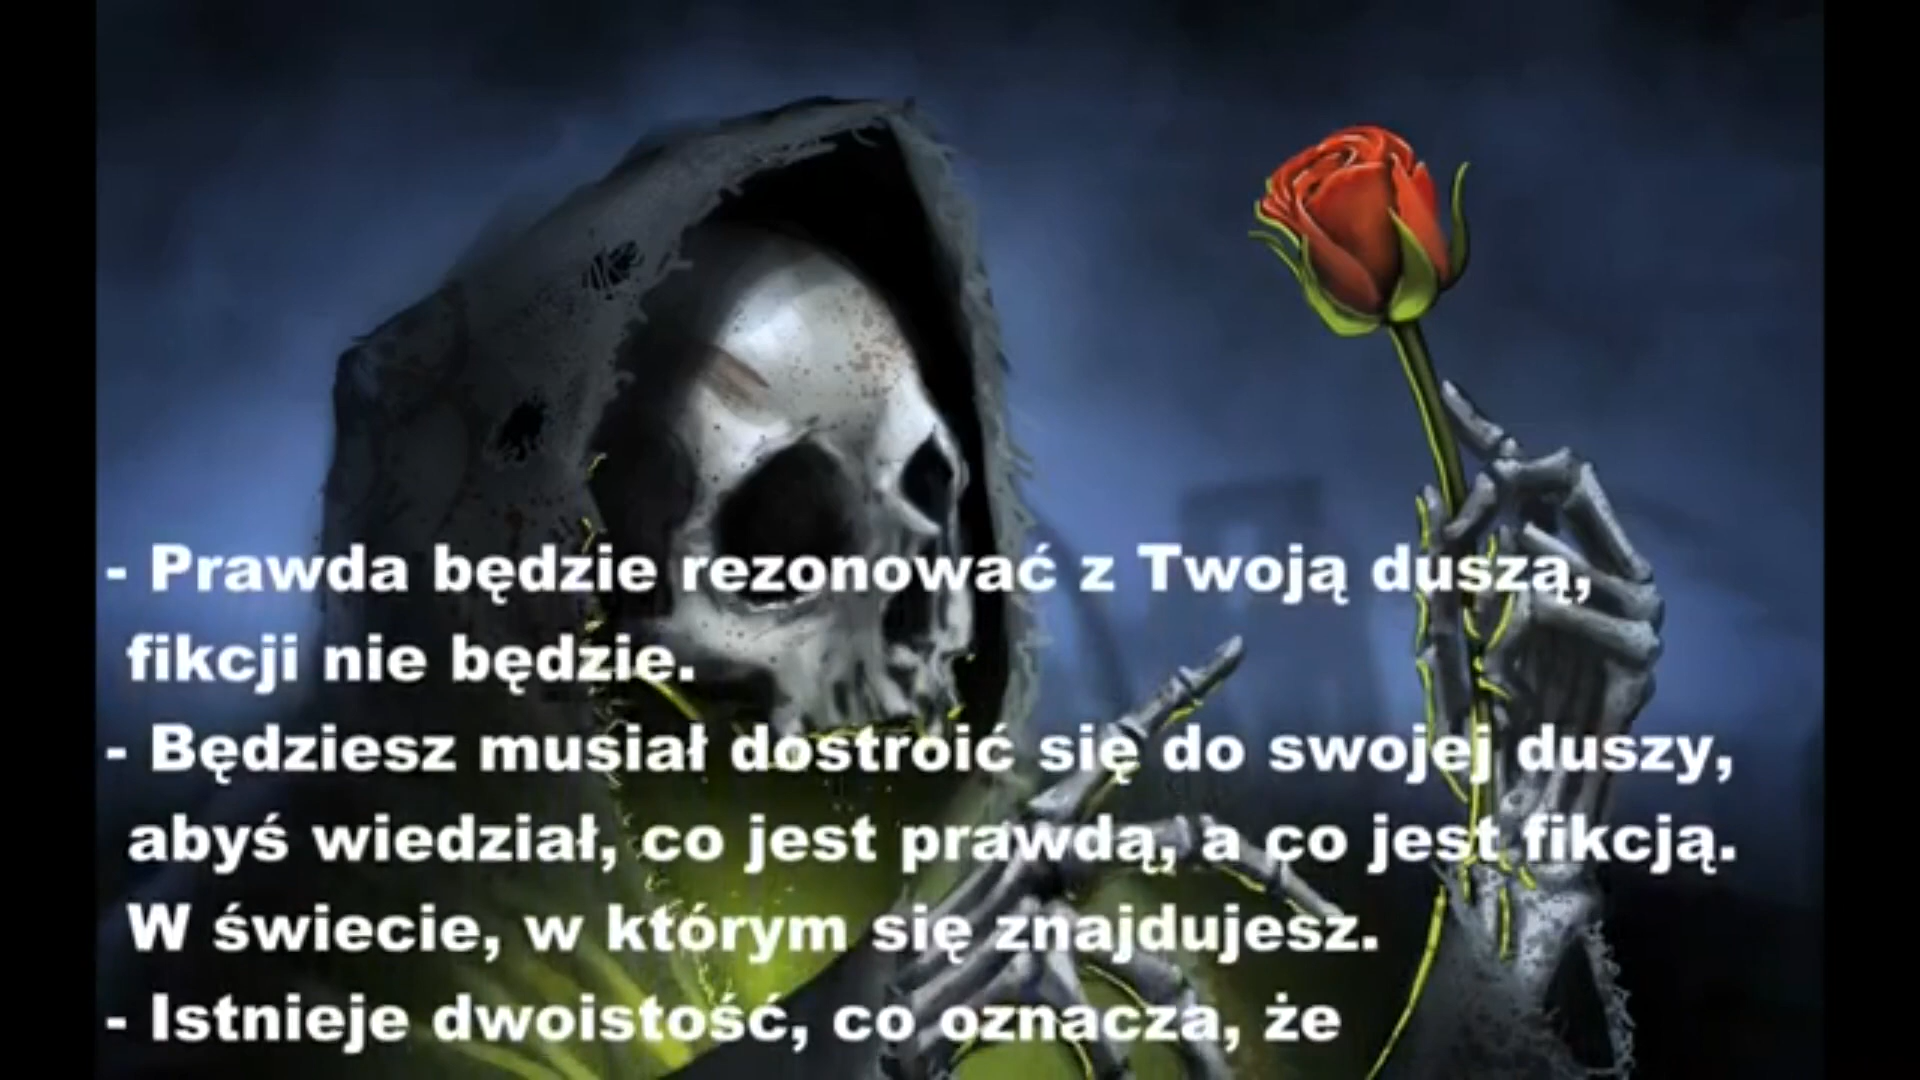 - Prawda będzie rezonować z Twoją duszą,
fikcji nie będzie.
- Będziesz musiał dostroić się do swojej duszy,
abyś wiedział, co jest prawdą, a co jest fikcją.
W świecie, w którym się znajdujesz.
- Istnieje dwoistość, co oznacza, że